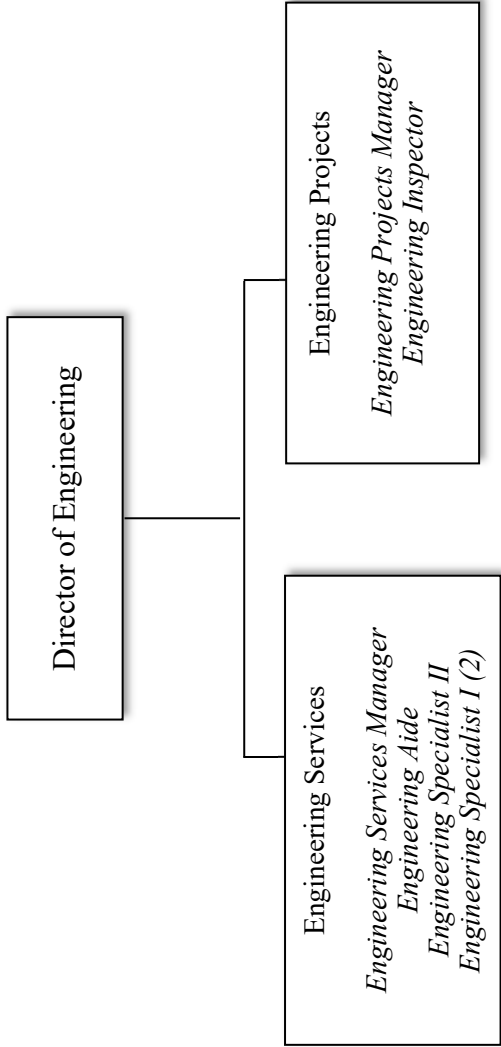 Director of Engineering
Engineering Services
Engineering Services Manager
Engineering Aide
Engineering Specialist II
Engineering Specialist I (2)
Engineering Projects
Engineering Projects Manager
Engineering Inspector